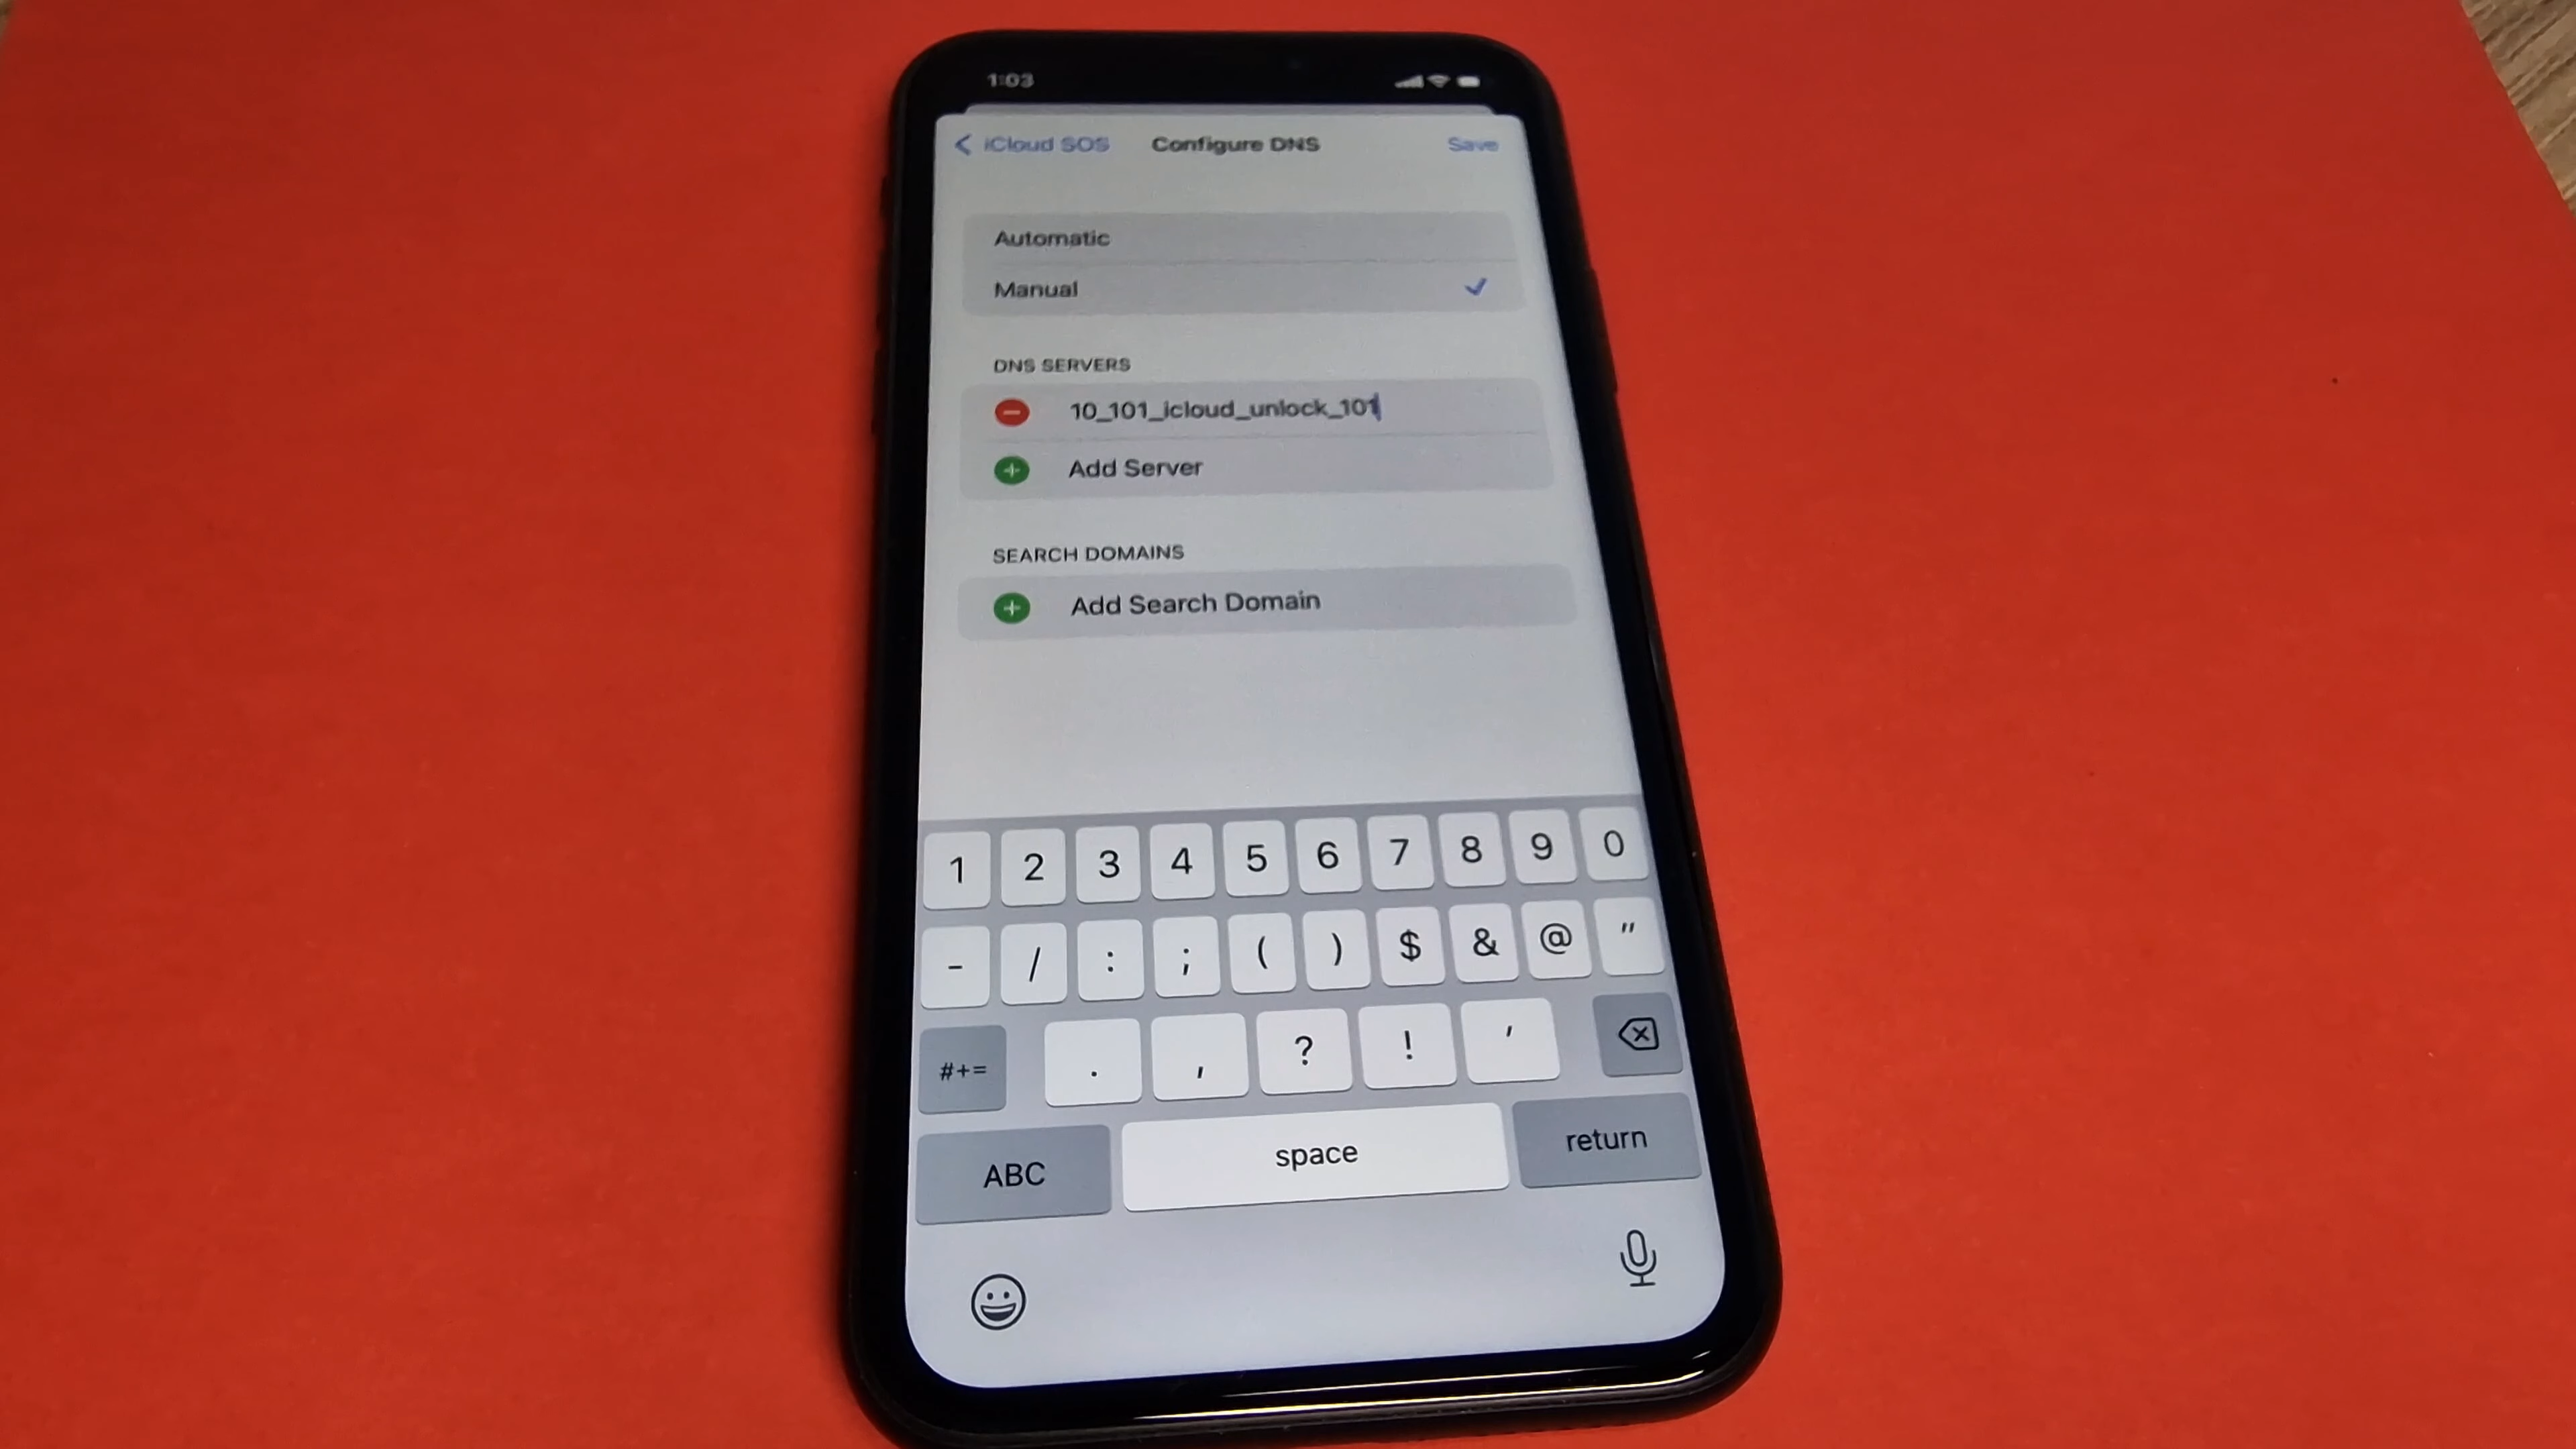 1:03
iCloud SOS Configure DNS Save
Automatic
Manual
DNS SERVERS
10_101_icloud_unlock_101
Add Server
SEARCH DOMAINS
Add Search Domain
1 2 3 4 5 6 7 8 9 0
- / : ; ( ) $ & @ "
#+= . , ? ! '
ABC space return